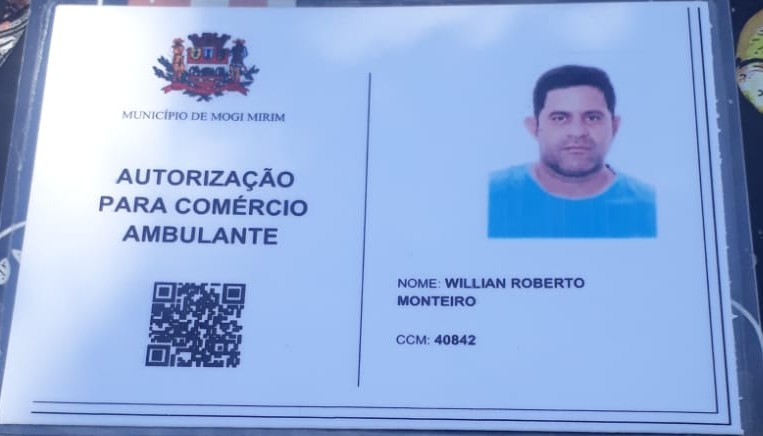 MUNICÍPIO DE MOGI MIRIM
AUTORIZAÇÃO
PARA COMÉRCIO
AMBULANTE
NOME: WILLIAN ROBERTO
MONTEIRO
CCM: 40842